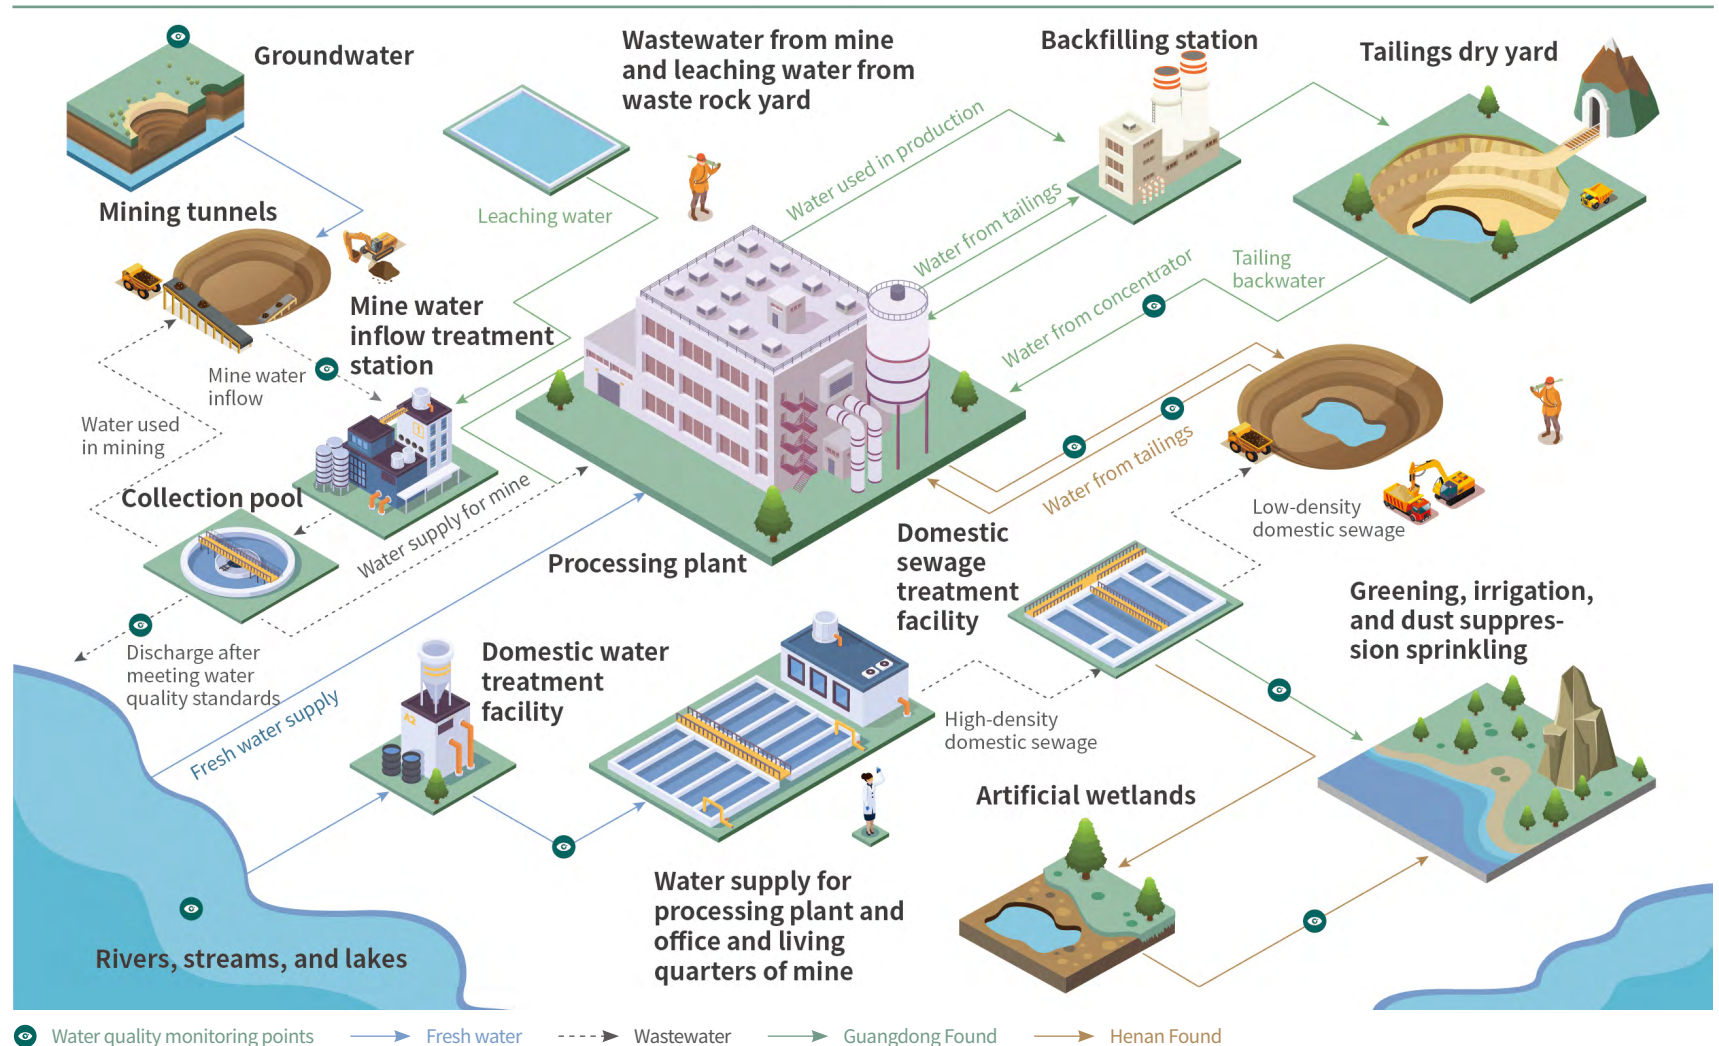 Groundwater
Wastewater from mine
and leaching water from
waste rock yard
Backfilling station
Tailings dry yard
Water used in production
Leaching water
Water from tailings
Mining tunnels
Tailing
backwater
Water from concentrator
Mine water
inflow treatment
station
Mine water
inflow
Water used
in mining
Water from tailings
Collection pool
Water supply for mine
Low-density
domestic sewage
Processing plant
Domestic
sewage
treatment
facility
Greening, irrigation,
and dust suppres-
sion sprinkling
Discharge after
meeting water
quality standards
Fresh water supply
Domestic water
treatment
facility
A2
High-density
domestic sewage
Artificial wetlands
Water supply for
processing plant and
office and living
quarters of mine
Rivers, streams, and lakes
Water quality monitoring points
Fresh water
Wastewater
Guangdong Found
Henan Found